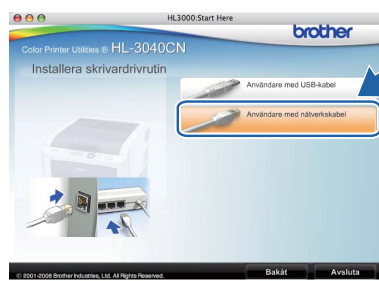 HL3000:Start Here
brother
Color Printer Utilities ® HL-3040CN
Installera skrivardrivrutin
Användare med USB-kabel
Användare med nätverkskabel
© 2001-2008 Brother Industries, Ltd. All Rights Reserved.
Bakåt
Avsluta